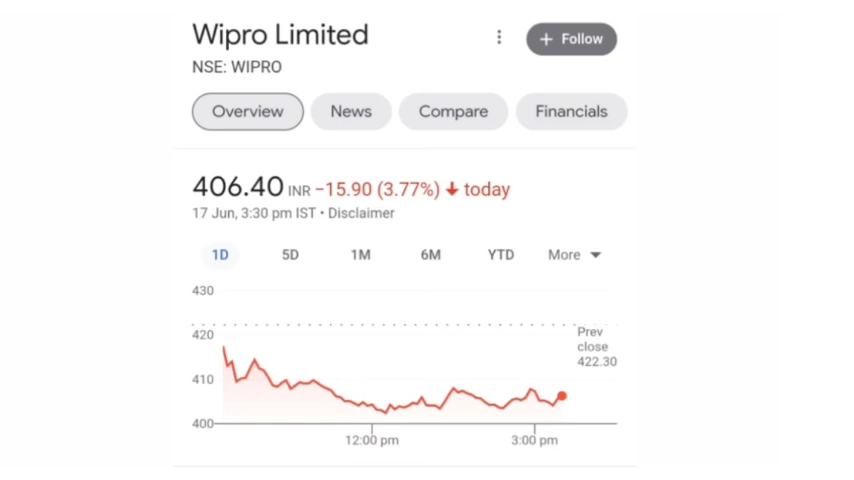 Wipro Limited
+ Follow
NSE: WIPRO
Overview News Compare Financials
406.40 INR −15.90 (3.77%) today
17 Jun, 3:30 pm IST • Disclaimer
1D 5D 1M 6M YTD More
430
420
410
400
Prev
close
422.30
12:00 pm 3:00 pm